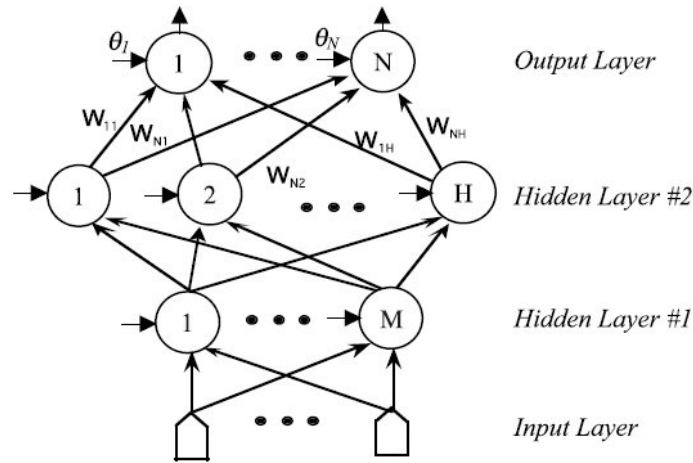 θ1 θN
1 N Output Layer
W11 WN1 W1H WNH
WN2
1 2 H Hidden Layer #2
1 M Hidden Layer #1
Input Layer